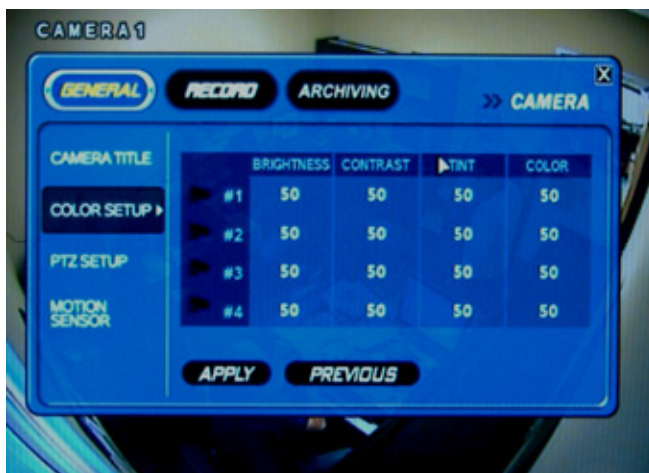 CAMERA1
GENERAL RECORD ARCHIVING
>> CAMERA
X
CAMERA TITLE
COLOR SETUP
PTZ SETUP
MOTION
SENSOR
BRIGHTNESS CONTRAST TINT COLOR
#1 50 50 50 50
#2 50 50 50 50
#3 50 50 50 50
#4 50 50 50 50
APPLY PREVIOUS